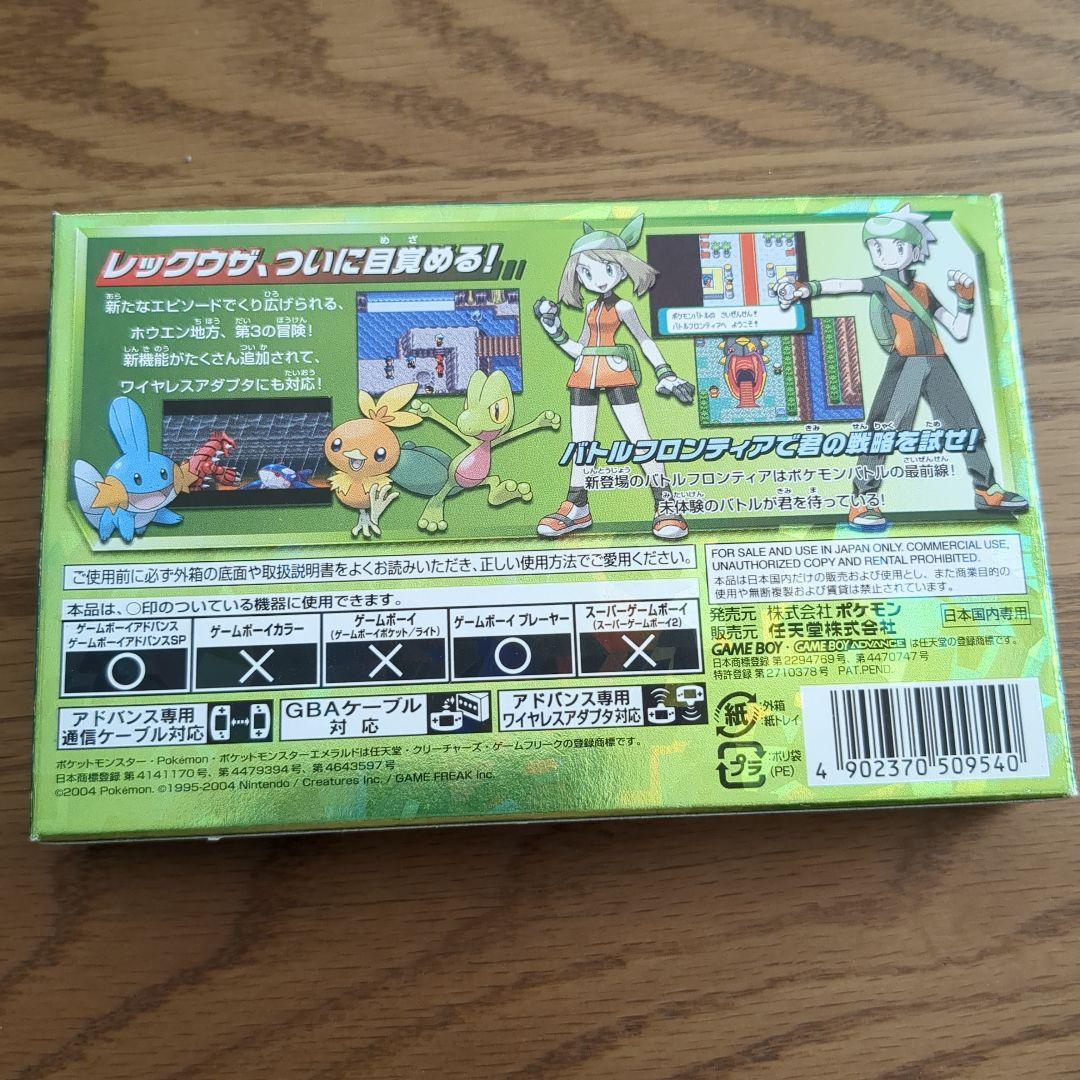 レックウザ、ついに目覚める!
新たなエピソードでくり広げられる、
ホウエン地方、第3の冒険!
新機能がたくさん追加されて、
ワイヤレスアダプタにも対応!
ポケモンバトルの さいぜんせん!
バトルフロンティアへ ようこそ!
バトルフロンティアで君の戦略を試せ!
新登場のバトルフロンティアはポケモンバトルの最前線!
未体験のバトルが君を待っている!
ご使用前に必ず外箱の底面や取扱説明書をよくお読みいただき、正しい使用方法でご愛用ください。
本品は、○印のついている機器に使用できます。
ゲームボーイアドバンス
ゲームボーイアドバンスSP
○
ゲームボーイカラー
×
ゲームボーイ
(ゲームボーイポケット/ライト)
×
ゲームボーイ プレーヤー
○
スーパーゲームボーイ
(スーパーゲームボーイ2)
×
アドバンス専用
通信ケーブル対応
GBAケーブル
対応
アドバンス専用
ワイヤレスアダプタ対応
ポケットモンスター・Pokémon・ポケットモンスターエメラルドは任天堂・クリーチャーズ・ゲームフリークの登録商標です。
日本商標登録 第4141170号、第4479394号、第4643597号
©2004 Pokémon. ©1995-2004 Nintendo / Creatures Inc. / GAME FREAK inc.
FOR SALE AND USE IN JAPAN ONLY. COMMERCIAL USE,
UNAUTHORIZED COPY AND RENTAL PROHIBITED.
本品は日本国内だけの販売および使用とし、また商業目的の
使用や無断複製および賃貸は禁止されています。
発売元 株式会社 ポケモン
販売元 任天堂株式会社
日本国内専用
GAME BOY・GAME BOY ADVANCE は任天堂の登録商標です。
日本商標登録 第2294769号、第4470747号
特許登録 第2710378号 PAT.PEND.
紙
:外箱
:紙トレイ
プラ
:ポリ袋
(PE)
4 902370 509540